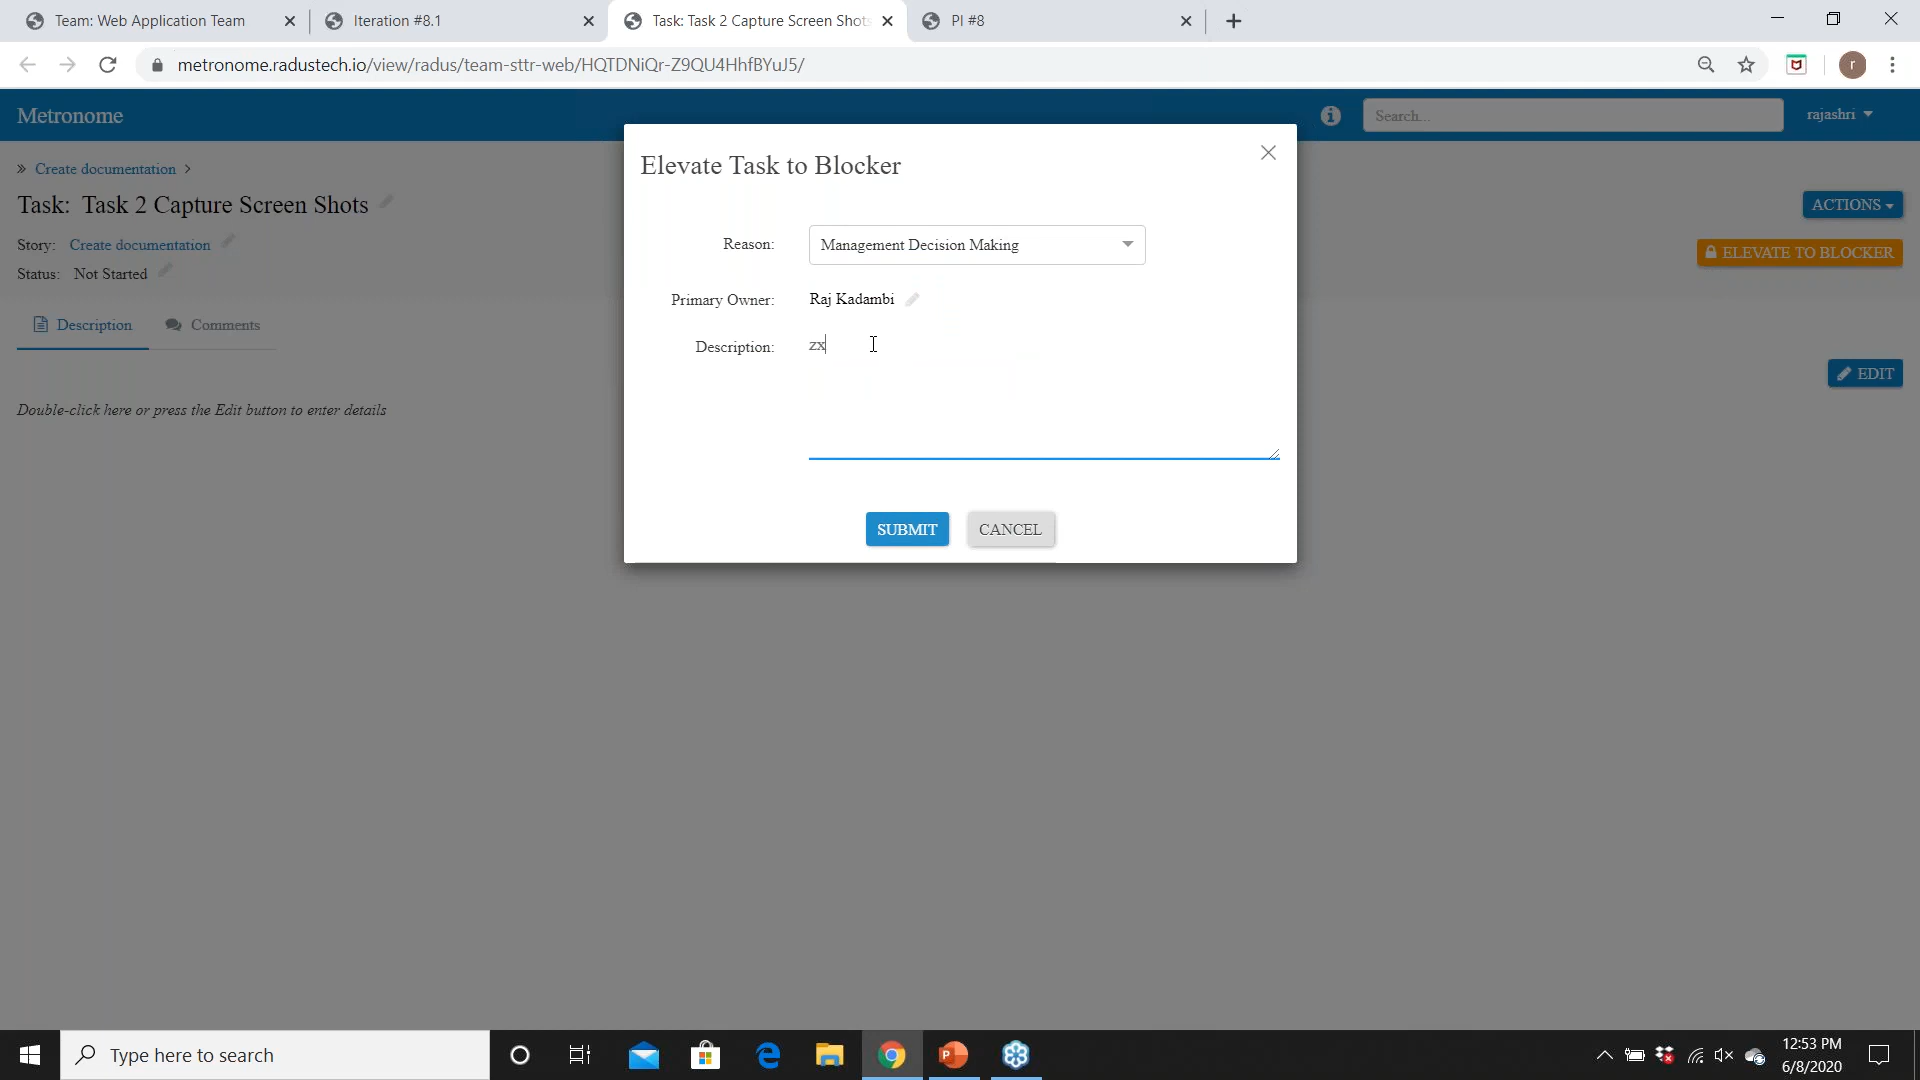 Team: Web Application Team
Iteration #8.1
Task: Task 2 Capture Screen Shots
PI #8
metronome.radustech.io/view/radus/team-sttr-web/HQTDNiQr-Z9QU4HhfBYuJ5/
r
Metronome
Search...
rajashri
» Create documentation >
Task: Task 2 Capture Screen Shots
ACTIONS
Story: Create documentation
ELEVATE TO BLOCKER
Status: Not Started
Description
Comments
EDIT
Double-click here or press the Edit button to enter details
Elevate Task to Blocker
Reason: Management Decision Making
Primary Owner: Raj Kadambi
Description: zx
SUBMIT
CANCEL
Type here to search
12:53 PM
6/8/2020